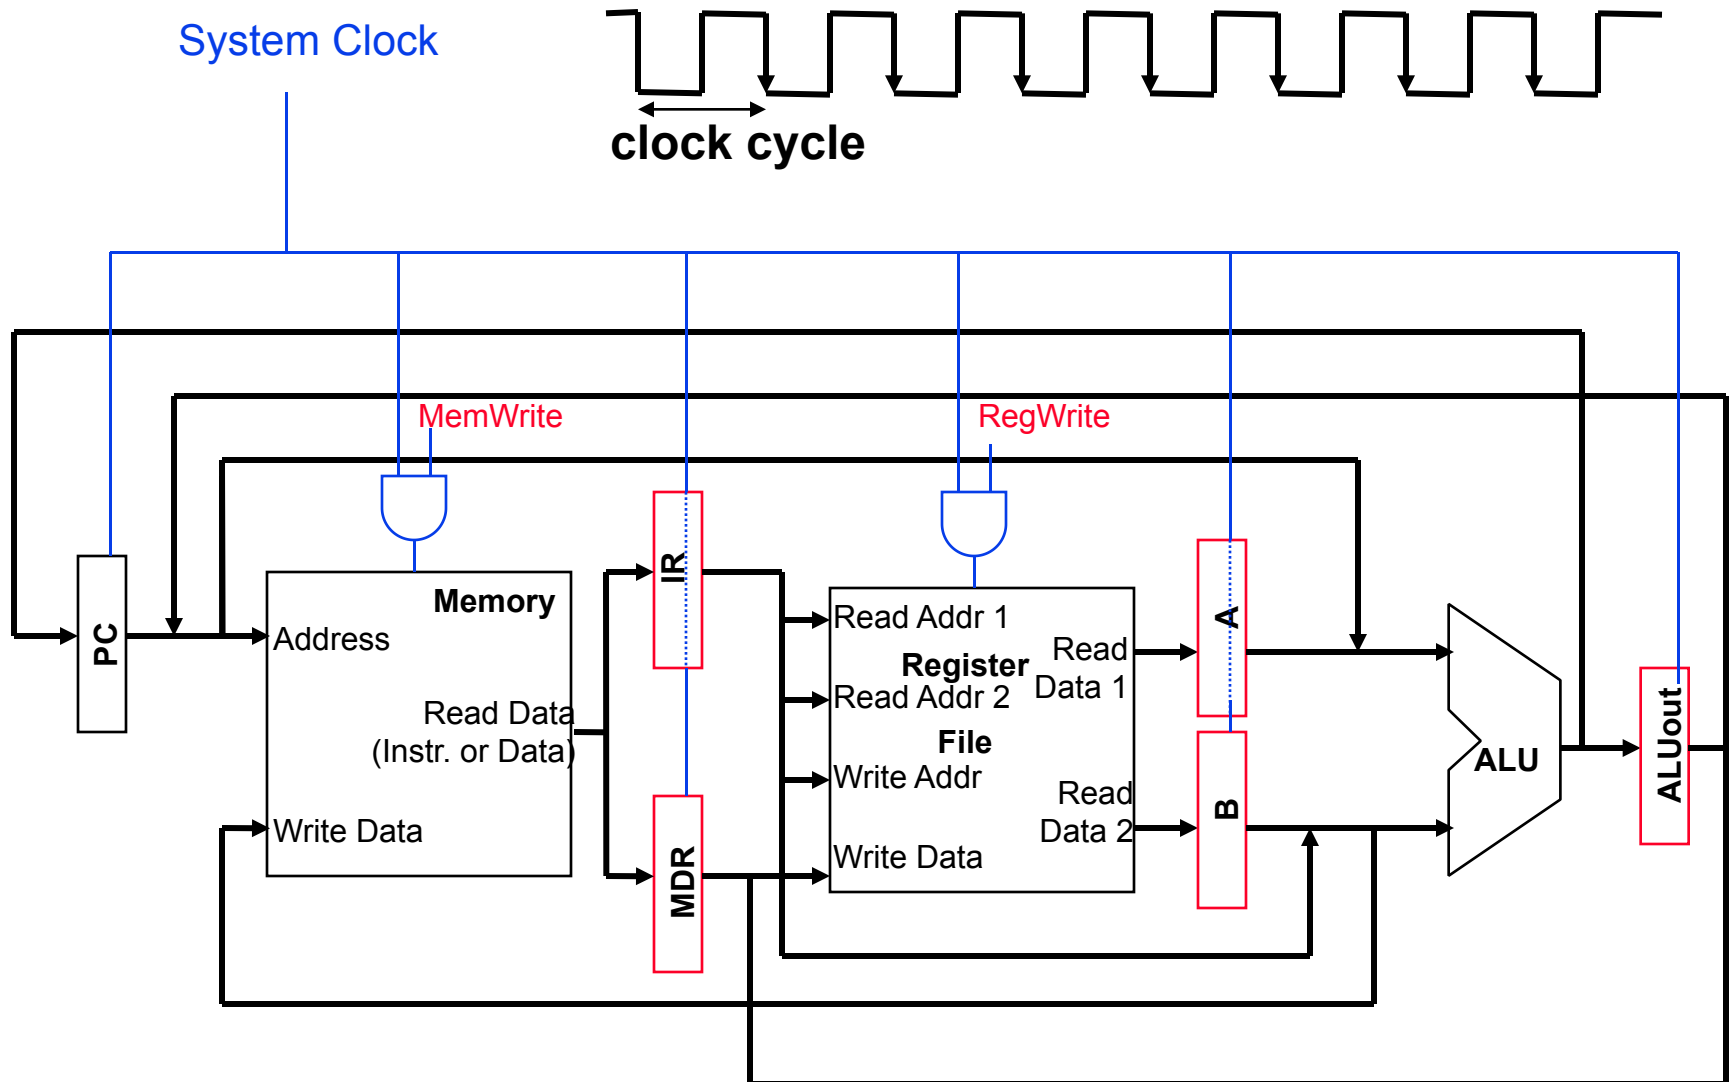 System Clock
clock cycle
MemWrite
RegWrite
PC
Memory
Address
Read Data
(Instr. or Data)
Write Data
IR
MDR
Read Addr 1
Register
Read Addr 2
File
Write Addr
Write Data
Read
Data 1
Read
Data 2
A
B
ALU
ALUout